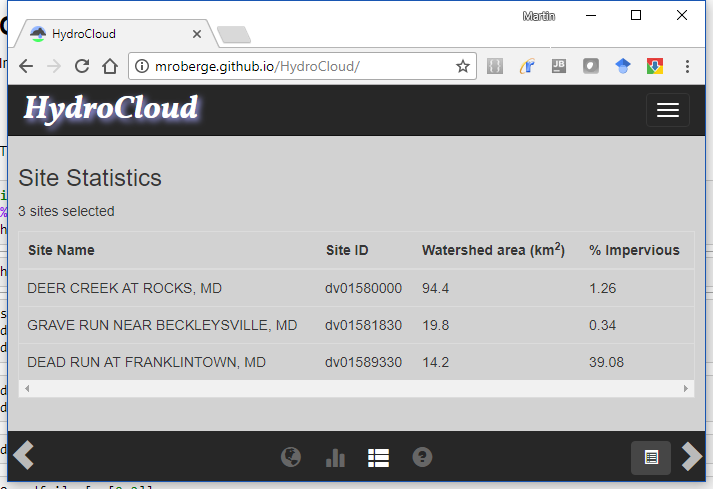 Martin
HydroCloud
mroberge.github.io/HydroCloud/
JB
HydroCloud
Site Statistics
3 sites selected
Site Name Site ID Watershed area (km²) % Impervious
DEER CREEK AT ROCKS, MD dv01580000 94.4 1.26
GRAVE RUN NEAR BECKLEYSVILLE, MD dv01581830 19.8 0.34
DEAD RUN AT FRANKLINTOWN, MD dv01589330 14.2 39.08